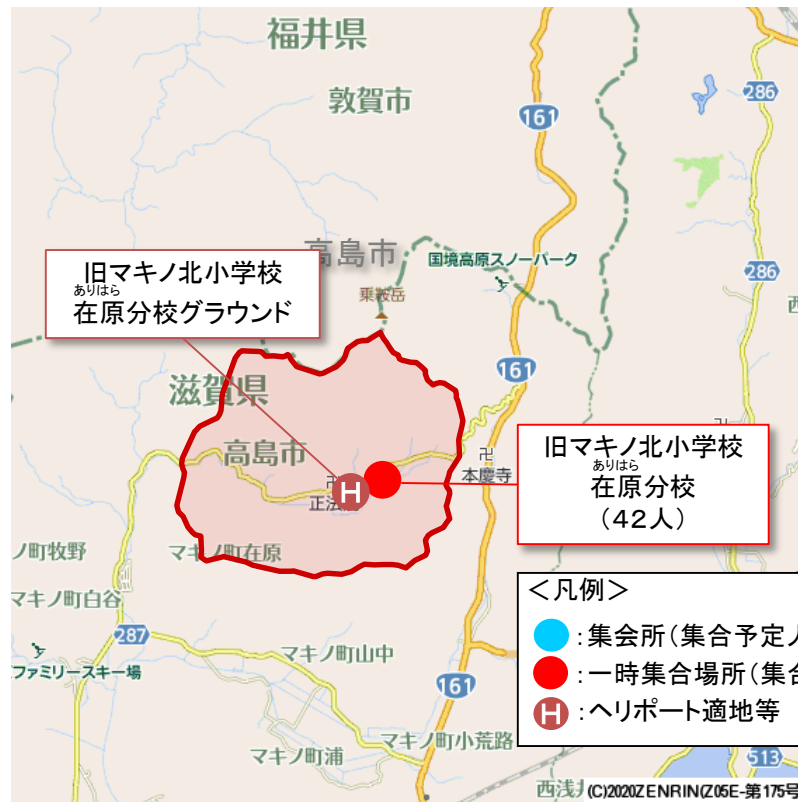 福井県
敦賀市
161
286
高島市
国境高原スノーパーク
286
旧マキノ北小学校
ありはら
在原分校グラウンド
乗鞍岳
西
161
滋賀県
高島市
旧マキノ北小学校
ありはら
在原分校
（42人）
卍
本慶寺
卍
H
正法
ノ町牧野
マキノ町在原
マキノ町白谷
287
マキノ町山中
ファミリースキー場
161
＜凡例＞
：集会所（集合予定人
：一時集合場所（集合
H：ヘリポート適地等
マキノ町浦
マキノ町小荒路
513
西浅井
(C)2020ZENRIN(Z05E-第175号